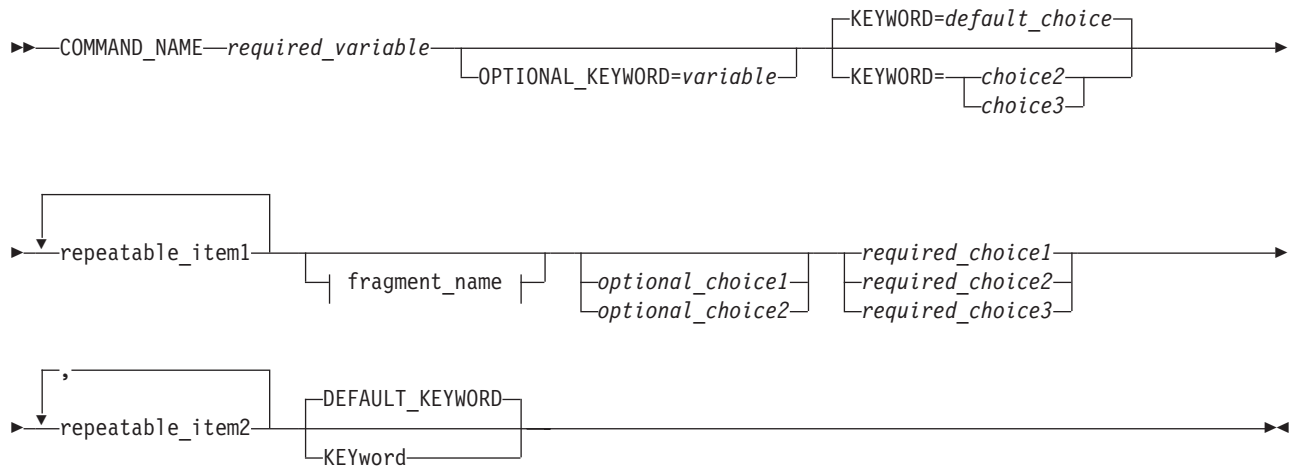 KEYWORD=default_choice
COMMAND_NAME required_variable
OPTIONAL_KEYWORD=variable KEYWORD= choice2
choice3
repeatable_item1 required_choice1
fragment_name optional_choice1 required_choice2
optional_choice2 required_choice3
,
DEFAULT_KEYWORD
repeatable_item2
KEYword